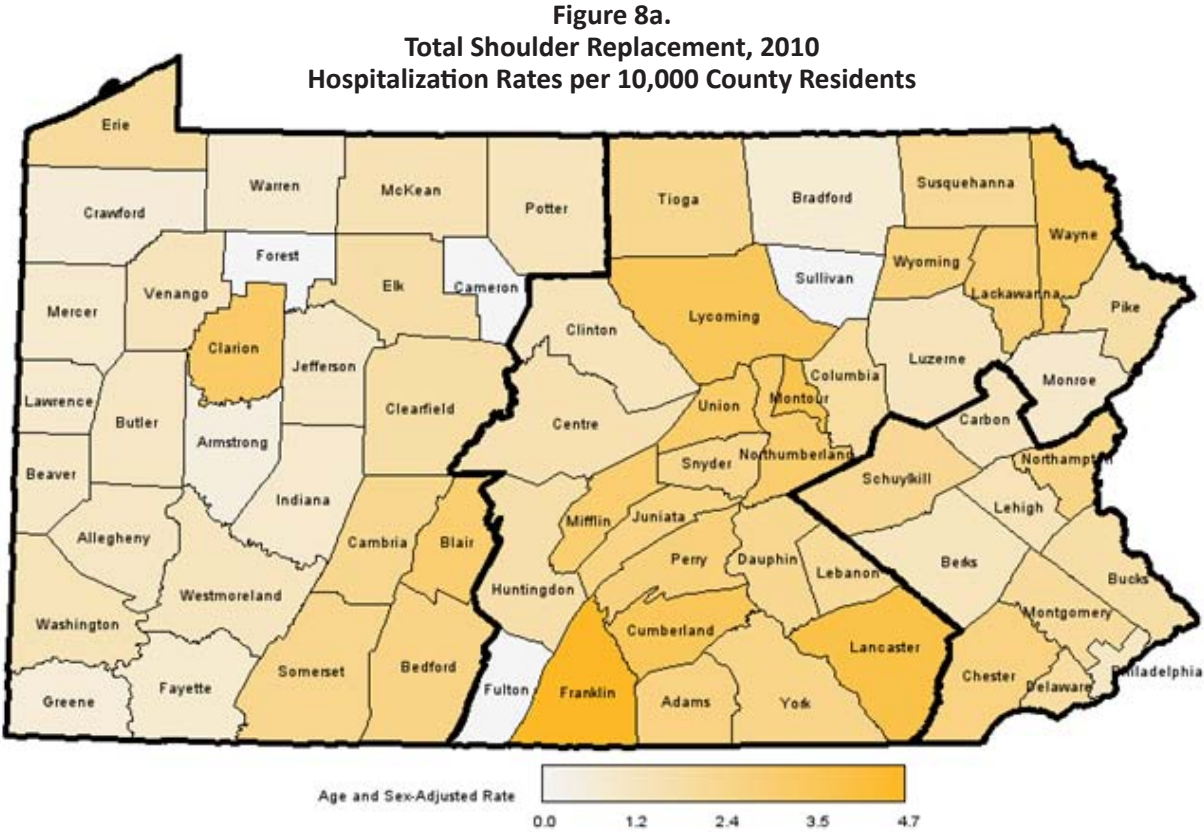 Figure 8a.
Total Shoulder Replacement, 2010
Hospitalization Rates per 10,000 County Residents
Erie
Warren
McKean
Potter
Crawford
Tioga
Bradford
Susquehanna
Wayne
Forest
Cameron
Elk
Venango
Mercer
Sullivan
Wyoming
Lackawanna
Pike
Clarion
Jefferson
Clinton
Lycoming
Luzerne
Monroe
Lawrence
Butler
Clearfield
Centre
Union
Montour
Columbia
Carbon
Armstrong
Beaver
Indiana
Snyder
Northumberland
Schuylkill
Northampton
Lehigh
Allegheny
Cambria
Blair
Mifflin
Juniata
Perry
Dauphin
Lebanon
Berks
Bucks
Westmoreland
Huntingdon
Washington
Cumberland
Lancaster
Montgomery
Somerset
Bedford
Fulton
Franklin
Adams
York
Chester
Delaware
Philadelphia
Greene
Fayette
Age and Sex-Adjusted Rate
0.0 1.2 2.4 3.5 4.7